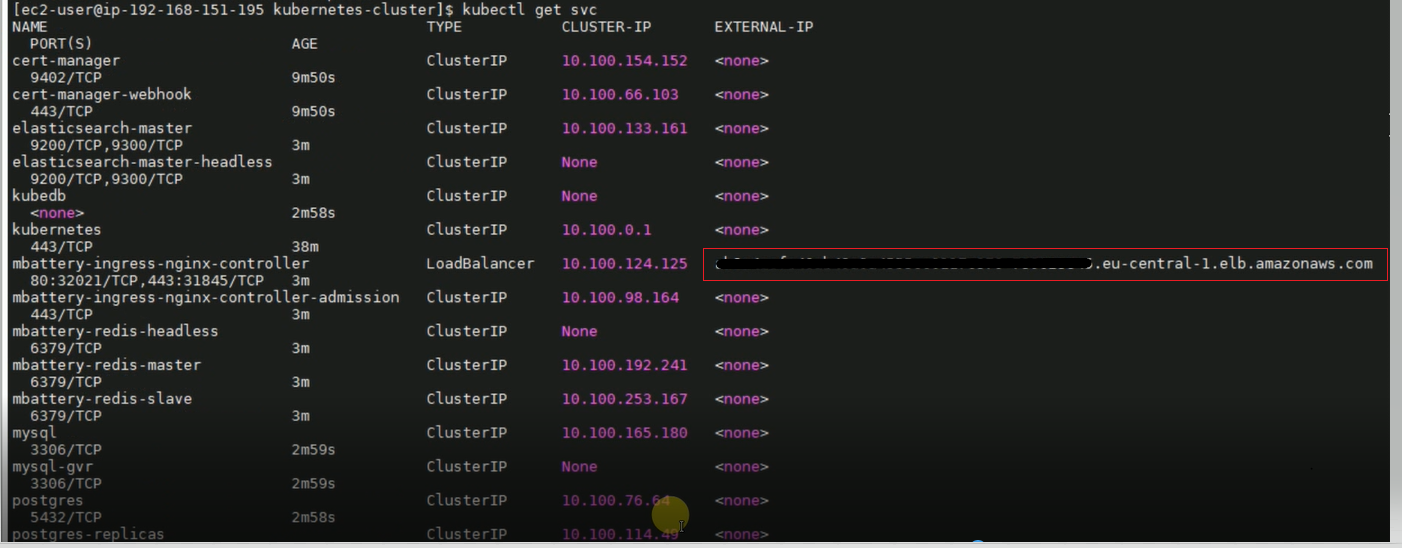 [ec2-user@ip-192-168-151-195 kubernetes-cluster]$ kubectl get svc
NAME TYPE CLUSTER-IP EXTERNAL-IP
PORT(S) AGE
cert-manager ClusterIP 10.100.154.152 <none>
9402/TCP 9m50s
cert-manager-webhook ClusterIP 10.100.66.103 <none>
443/TCP 9m50s
elasticsearch-master ClusterIP 10.100.133.161 <none>
9200/TCP,9300/TCP 3m
elasticsearch-master-headless ClusterIP None <none>
9200/TCP,9300/TCP 3m
kubedb ClusterIP None <none>
<none> 2m58s
kubernetes ClusterIP 10.100.0.1 <none>
443/TCP 38m
mbattery-ingress-nginx-controller LoadBalancer 10.100.124.125 .eu-central-1.elb.amazonaws.com
80:32021/TCP,443:31845/TCP 3m
mbattery-ingress-nginx-controller-admission ClusterIP 10.100.98.164 <none>
443/TCP 3m
mbattery-redis-headless ClusterIP None <none>
6379/TCP 3m
mbattery-redis-master ClusterIP 10.100.192.241 <none>
6379/TCP 3m
mbattery-redis-slave ClusterIP 10.100.253.167 <none>
6379/TCP 3m
mysql ClusterIP 10.100.165.180 <none>
3306/TCP 2m59s
mysql-gvr ClusterIP None <none>
3306/TCP 2m59s
postgres ClusterIP 10.100.76.64 <none>
5432/TCP 2m58s
postgres-replicas ClusterIP 10.100.114.49 <none>